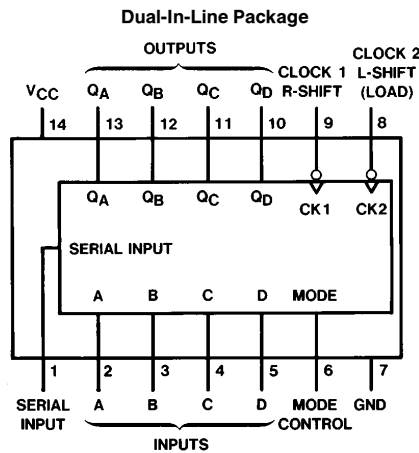 Dual-In-Line Package
OUTPUTS
CLOCK 1
R-SHIFT
CLOCK 2
L-SHIFT
(LOAD)
VCC QA QB QC QD
14 13 12 11 10 9 8
QA QB QC QD CK1 CK2
SERIAL INPUT
A B C D MODE
1 2 3 4 5 6 7
SERIAL
INPUT
A B C D
MODE
CONTROL
GND
INPUTS